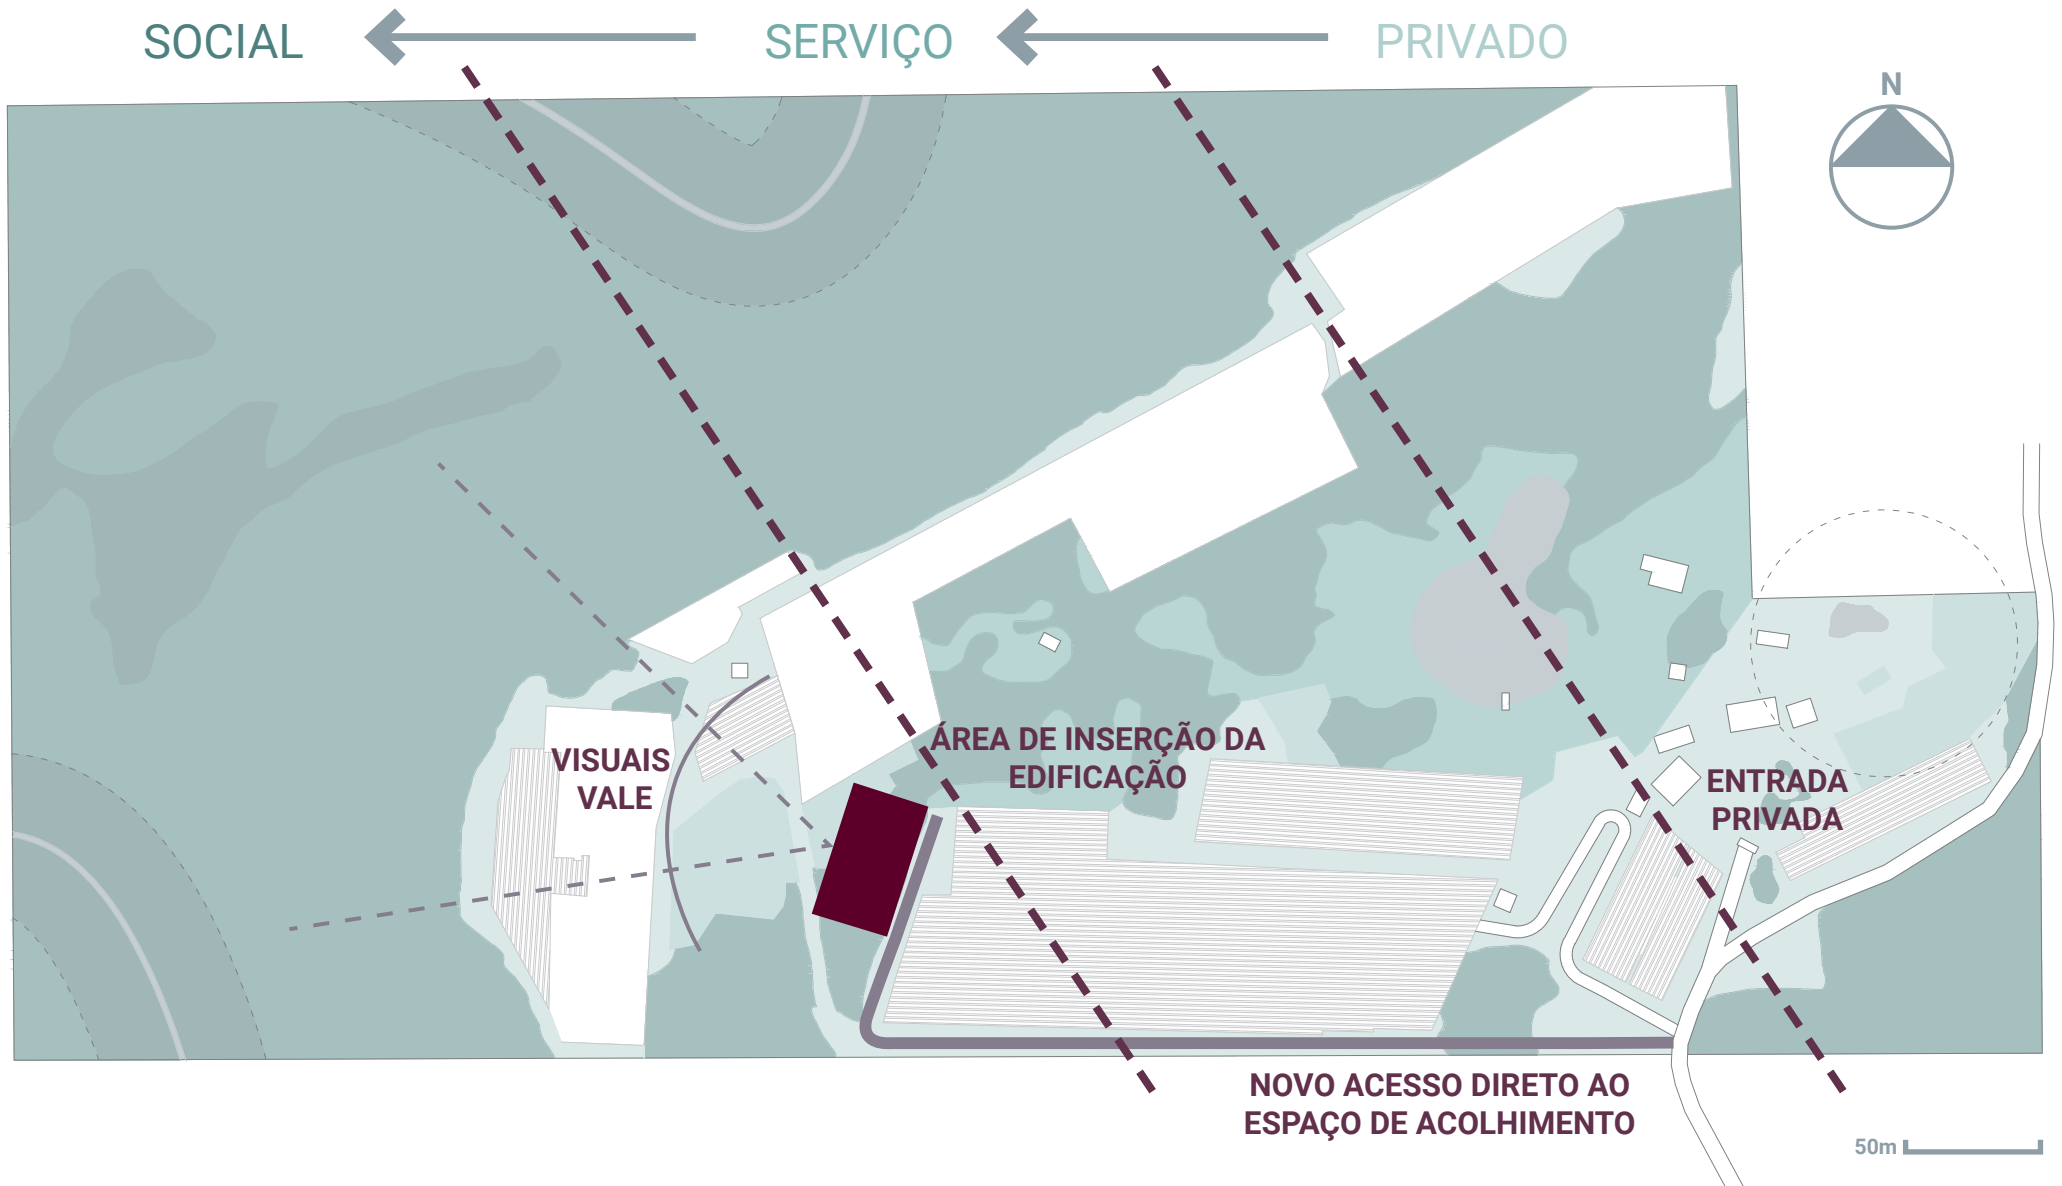 SOCIAL
SERVIÇO
PRIVADO
N
VISUAIS
VALE
ÁREA DE INSERÇÃO DA
EDIFICAÇÃO
ENTRADA
PRIVADA
NOVO ACESSO DIRETO AO
ESPAÇO DE ACOLHIMENTO
50m